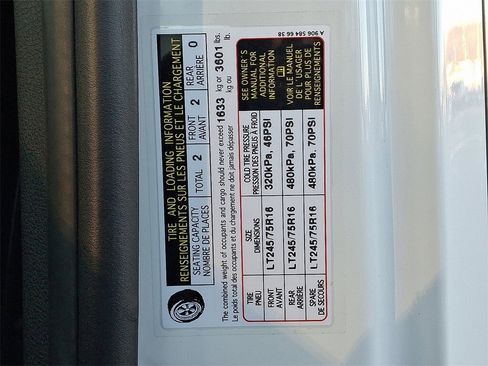 TIRE AND LOADING INFORMATION
RENSEIGNEMENTS SUR LES PNEUS ET LE CHARGEMENT
SEATING CAPACITY
NOMBRE DE PLACES
TOTAL 2
FRONT
AVANT
2
REAR
ARRIÈRE
0
The combined weight of occupants and cargo should never exceed 1633 kg or 3601 lbs.
Le poids total des occupants et du chargement ne doit jamais dépasser kg ou lb.
TIRE
PNEU
SIZE
DIMENSIONS
COLD TIRE PRESSURE
PRESSION DES PNEUS À FROID
FRONT
AVANT
LT245/75R16
320kPa, 46PSI
REAR
ARRIÈRE
LT245/75R16
480kPa, 70PSI
SPARE
DE SECOURS
LT245/75R16
480kPa, 70PSI
SEE OWNER'S
MANUAL FOR
ADDITIONAL
INFORMATION
VOIR LE MANUEL
DE L'USAGER
POUR PLUS DE
RENSEIGNEMENTS
A 906 584 66 38